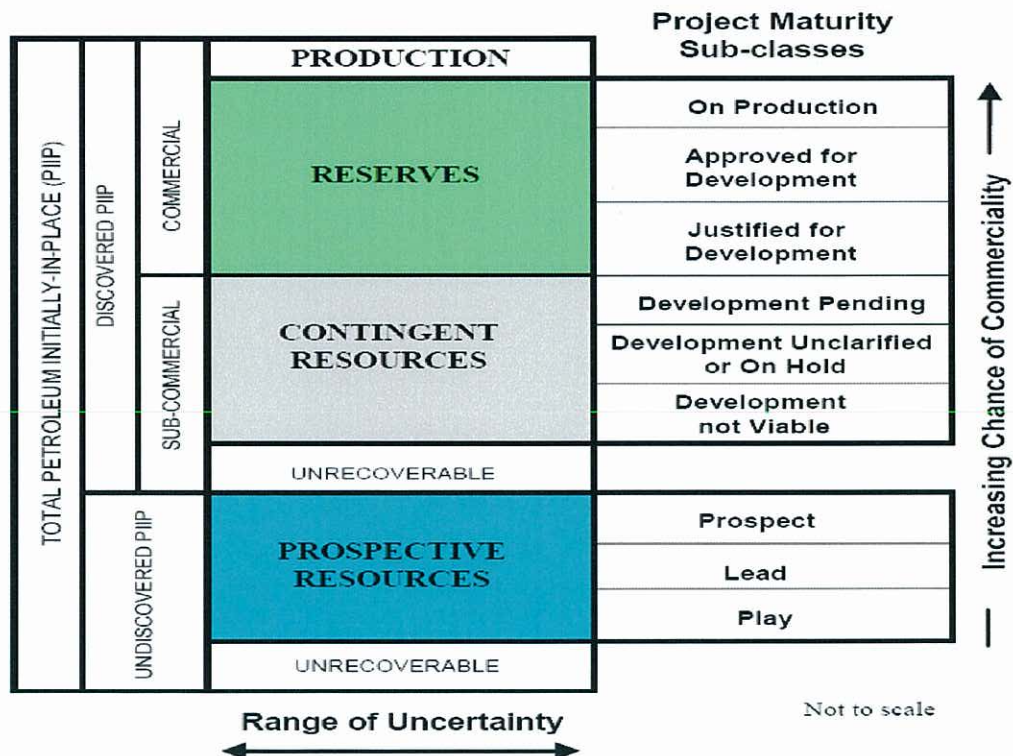 Project Maturity
Sub-classes
PRODUCTION
On Production
Approved for
Development
Justified for
Development
RESERVES
Development Pending
Development Unclarified
or On Hold
Development
not Viable
CONTINGENT
RESOURCES
UNRECOVERABLE
Prospect
Lead
Play
PROSPECTIVE
RESOURCES
UNRECOVERABLE
TOTAL PETROLEUM INITIALLY-IN-PLACE (PIIP)
DISCOVERED PIIP
UNDISCOVERED PIIP
COMMERCIAL
SUB-COMMERCIAL
Increasing Chance of Commerciality
Range of Uncertainty
Not to scale